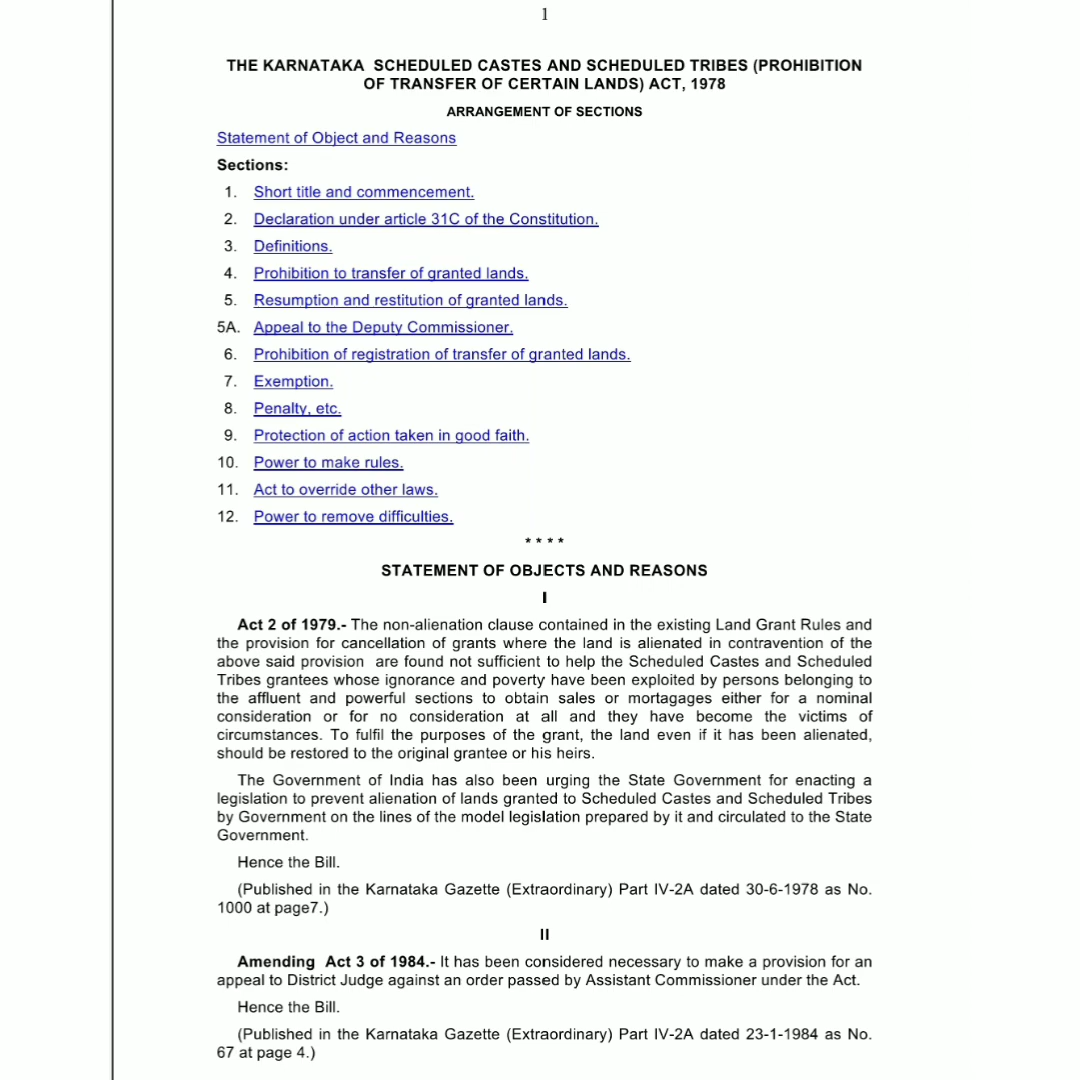 1
THE KARNATAKA SCHEDULED CASTES AND SCHEDULED TRIBES (PROHIBITION
OF TRANSFER OF CERTAIN LANDS) ACT, 1978
ARRANGEMENT OF SECTIONS
Statement of Object and Reasons
Sections:
1. Short title and commencement.
2. Declaration under article 31C of the Constitution.
3. Definitions.
4. Prohibition to transfer of granted lands.
5. Resumption and restitution of granted lands.
5A. Appeal to the Deputy Commissioner.
6. Prohibition of registration of transfer of granted lands.
7. Exemption.
8. Penalty, etc.
9. Protection of action taken in good faith.
10. Power to make rules.
11. Act to override other laws.
12. Power to remove difficulties.
* * * *
STATEMENT OF OBJECTS AND REASONS
I
Act 2 of 1979.- The non-alienation clause contained in the existing Land Grant Rules and
the provision for cancellation of grants where the land is alienated in contravention of the
above said provision are found not sufficient to help the Scheduled Castes and Scheduled
Tribes grantees whose ignorance and poverty have been exploited by persons belonging to
the affluent and powerful sections to obtain sales or mortagages either for a nominal
consideration or for no consideration at all and they have become the victims of
circumstances. To fulfil the purposes of the grant, the land even if it has been alienated,
should be restored to the original grantee or his heirs.
The Government of India has also been urging the State Government for enacting a
legislation to prevent alienation of lands granted to Scheduled Castes and Scheduled Tribes
by Government on the lines of the model legislation prepared by it and circulated to the State
Government.
Hence the Bill.
(Published in the Karnataka Gazette (Extraordinary) Part IV-2A dated 30-6-1978 as No.
1000 at page7.)
II
Amending Act 3 of 1984.- It has been considered necessary to make a provision for an
appeal to District Judge against an order passed by Assistant Commissioner under the Act.
Hence the Bill.
(Published in the Karnataka Gazette (Extraordinary) Part IV-2A dated 23-1-1984 as No.
67 at page 4.)